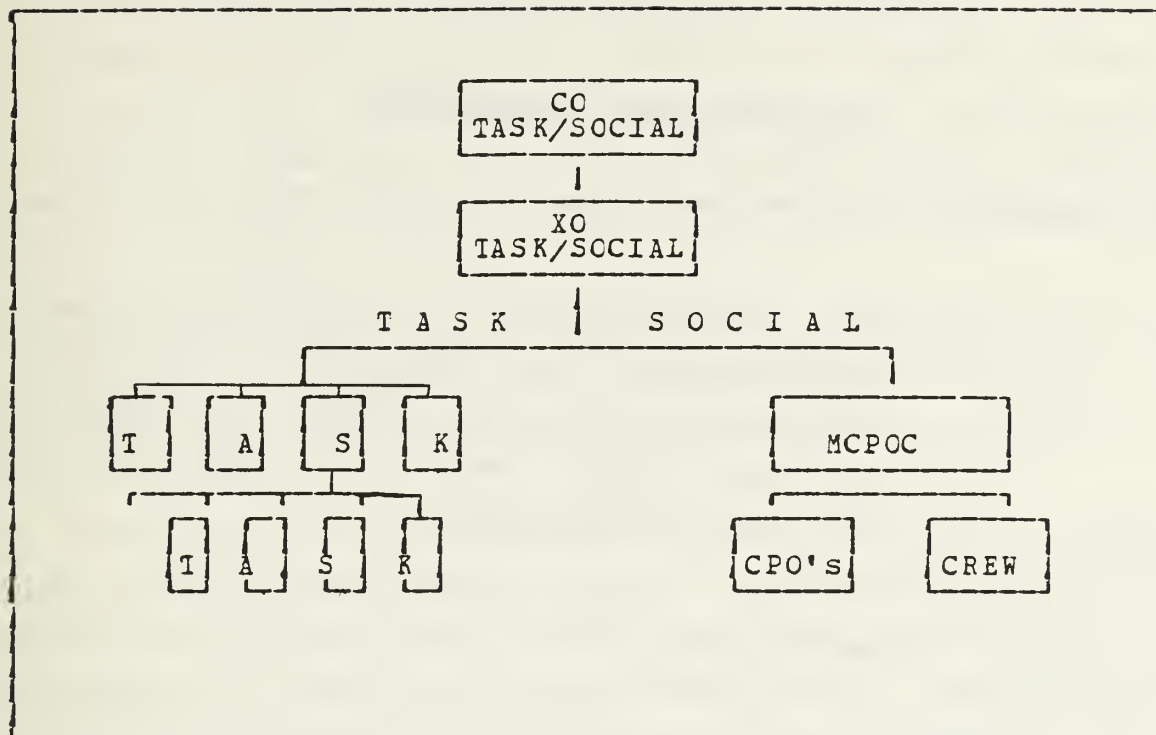 CO
TASK/SOCIAL
XO
TASK/SOCIAL
T A S K S O C I A L
T A S K MCPOC
T A S K CPO's CREW